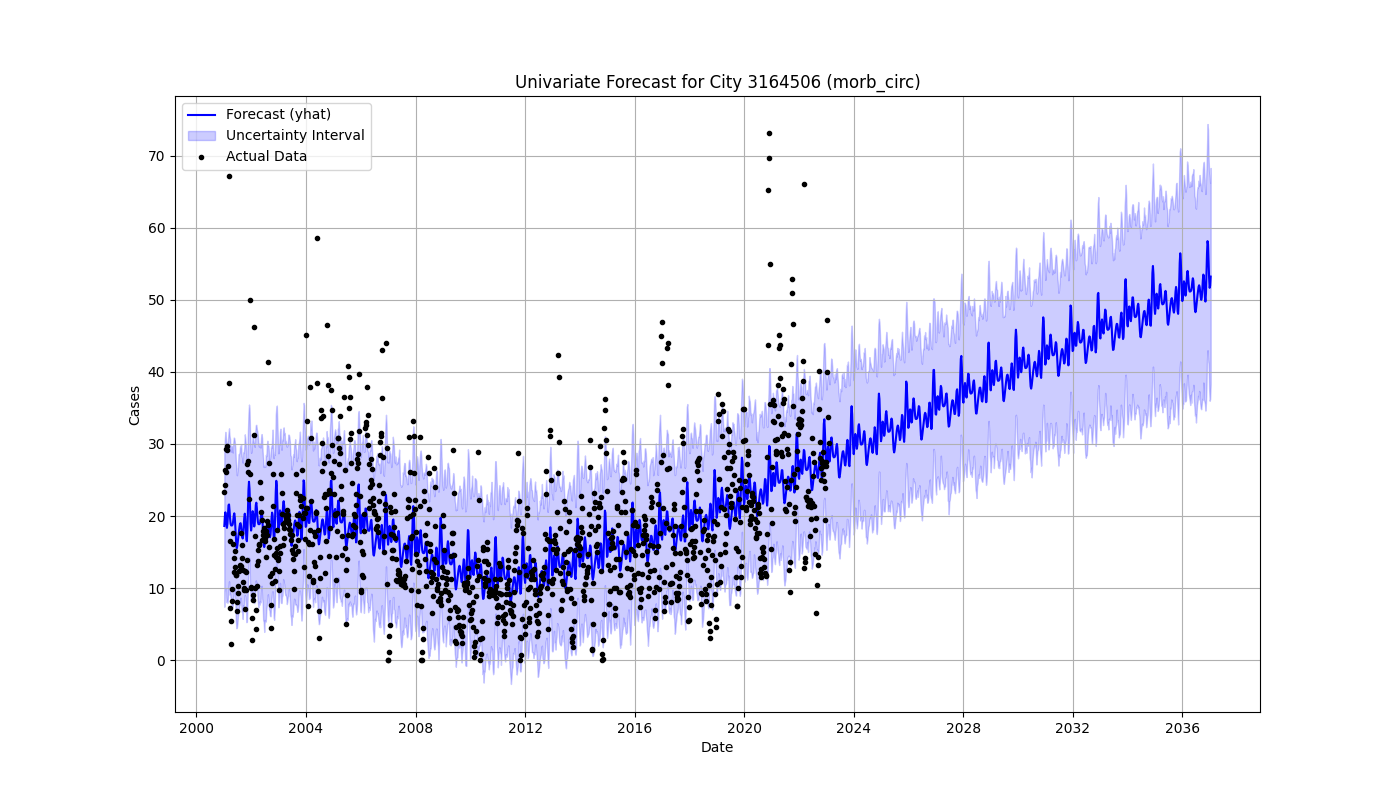 Univariate Forecast for City 3164506 (morb_circ)
Forecast (yhat)
Uncertainty Interval
Actual Data
70
60
50
40
30
20
10
0
Cases
2000 2004 2008 2012 2016 2020 2024 2028 2032 2036
Date